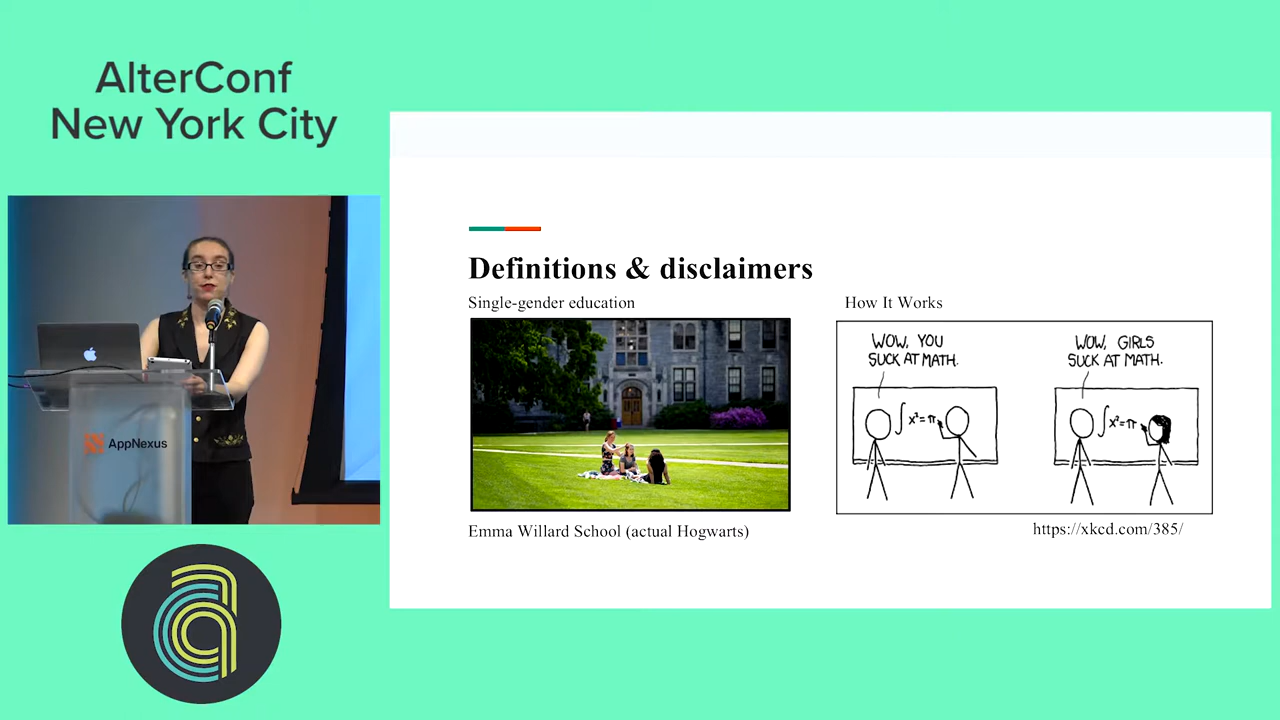 AlterConf
New York City
AppNexus
Definitions & disclaimers
Single-gender education
Emma Willard School (actual Hogwarts)
How It Works
WOW, YOU
SUCK AT MATH.
∫x²=π
WOW, GIRLS
SUCK AT MATH.
∫x²=π
https://xkcd.com/385/